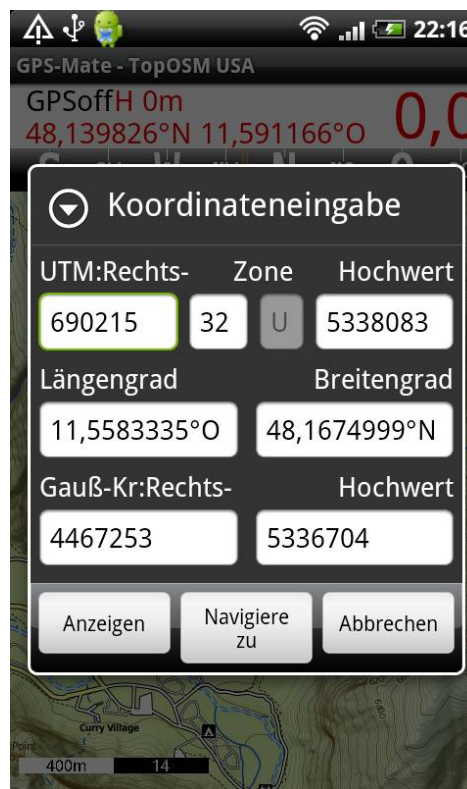 22:16
GPS-Mate - TopOSM USA
GPSoffH 0m
48,139826°N 11,591166°O
0,0
Koordinateneingabe
UTM:Rechts- Zone Hochwert
690215 32 U 5338083
Längengrad Breitengrad
11,5583335°O 48,1674999°N
Gauß-Kr:Rechts- Hochwert
4467253 5336704
Anzeigen Navigiere zu Abbrechen
Curry Village
Point
400m 14